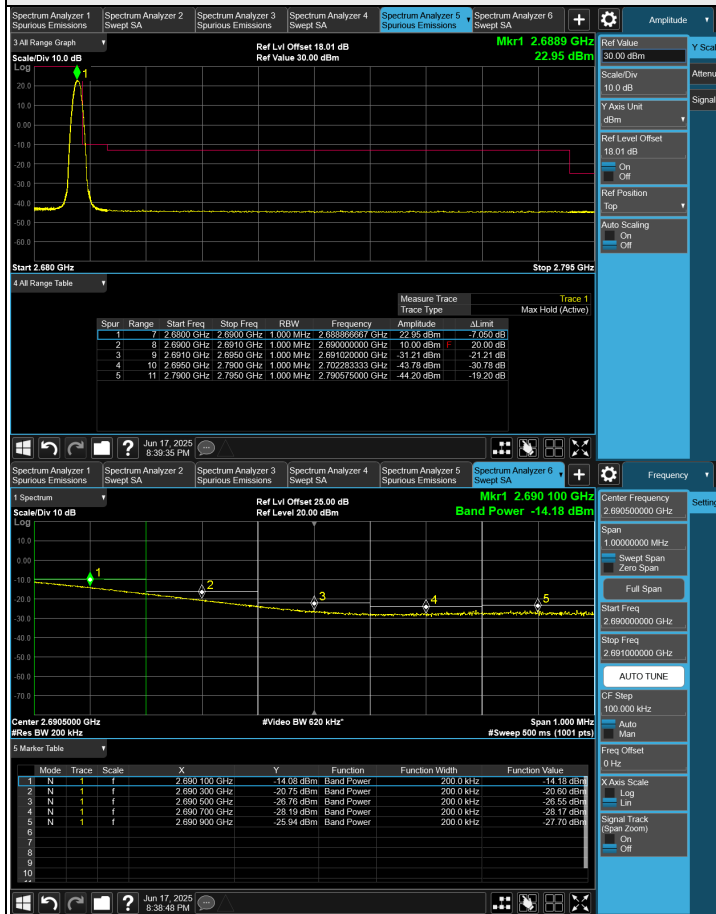 Spectrum Analyzer 1 Spectrum Analyzer 2 Spectrum Analyzer 3 Spectrum Analyzer 4 Spectrum Analyzer 5 Spectrum Analyzer 6
Spurious Emissions Swept SA Spurious Emissions Swept SA Spurious Emissions Swept SA
+
Amplitude
3 All Range Graph
Ref Lvl Offset 18.01 dB
Mkr1 2.6889 GHz
Scale/Div 10.0 dB
Ref Value 30.00 dBm
22.95 dBm
Log
1
20.0
10.0
0.00
-10.0
-20.0
-30.0
-40.0
-50.0
-60.0
Start 2.680 GHz
Stop 2.795 GHz
Ref Value
30.00 dBm
Scale/Div
10.0 dB
Y Axis Unit
dBm
Ref Level Offset
18.01 dB
On
Off
Ref Position
Top
Auto Scaling
On
Off
Y Scal
Attenu
Signal
4 All Range Table
Measure Trace Trace 1
Trace Type Max Hold (Active)
Spur Range Start Freq Stop Freq RBW Frequency Amplitude ΔLimit
1 7 2.6800 GHz 2.6900 GHz 1.000 MHz 2.688866667 GHz 22.95 dBm -7.050 dB
2 8 2.6900 GHz 2.6910 GHz 1.000 MHz 2.690000000 GHz 10.00 dBm F 20.00 dB
3 9 2.6910 GHz 2.6950 GHz 1.000 MHz 2.691020000 GHz -31.21 dBm -21.21 dB
4 10 2.6950 GHz 2.7900 GHz 1.000 MHz 2.702283333 GHz -43.78 dBm -30.78 dB
5 11 2.7900 GHz 2.7950 GHz 1.000 MHz 2.790575000 GHz -44.20 dBm -19.20 dB
?
Jun 17, 2025
8:39:35 PM
Spectrum Analyzer 1 Spectrum Analyzer 2 Spectrum Analyzer 3 Spectrum Analyzer 4 Spectrum Analyzer 5 Spectrum Analyzer 6
Spurious Emissions Swept SA Spurious Emissions Swept SA Spurious Emissions Swept SA
+
Frequency
1 Spectrum
Ref Lvl Offset 25.00 dB
Mkr1 2.690 100 GHz
Scale/Div 10 dB
Ref Level 20.00 dBm
Band Power -14.18 dBm
Log
10.0
0.00
-10.0
-20.0
-30.0
-40.0
-50.0
-60.0
-70.0
1
2
3
4
5
Center 2.6905000 GHz
#Video BW 620 kHz*
Span 1.000 MHz
#Res BW 200 kHz
#Sweep 500 ms (1001 pts)
Center Frequency
2.690500000 GHz
Span
1.00000000 MHz
Swept Span
Zero Span
Full Span
Start Freq
2.690000000 GHz
Stop Freq
2.691000000 GHz
AUTO TUNE
CF Step
100.000 kHz
Auto
Man
Freq Offset
0 Hz
X Axis Scale
Log
Lin
Signal Track
(Span Zoom)
On
Off
Setting
5 Marker Table
Mode Trace Scale X Y Function Function Width Function Value
1 N 1 f 2.690 100 GHz -14.08 dBm Band Power 200.0 kHz -14.18 dBm
2 N 1 f 2.690 300 GHz -20.75 dBm Band Power 200.0 kHz -20.60 dBm
3 N 1 f 2.690 500 GHz -26.76 dBm Band Power 200.0 kHz -26.55 dBm
4 N 1 f 2.690 700 GHz -28.19 dBm Band Power 200.0 kHz -28.17 dBm
5 N 1 f 2.690 900 GHz -25.94 dBm Band Power 200.0 kHz -27.70 dBm
6
7
8
9
10
?
Jun 17, 2025
8:38:48 PM